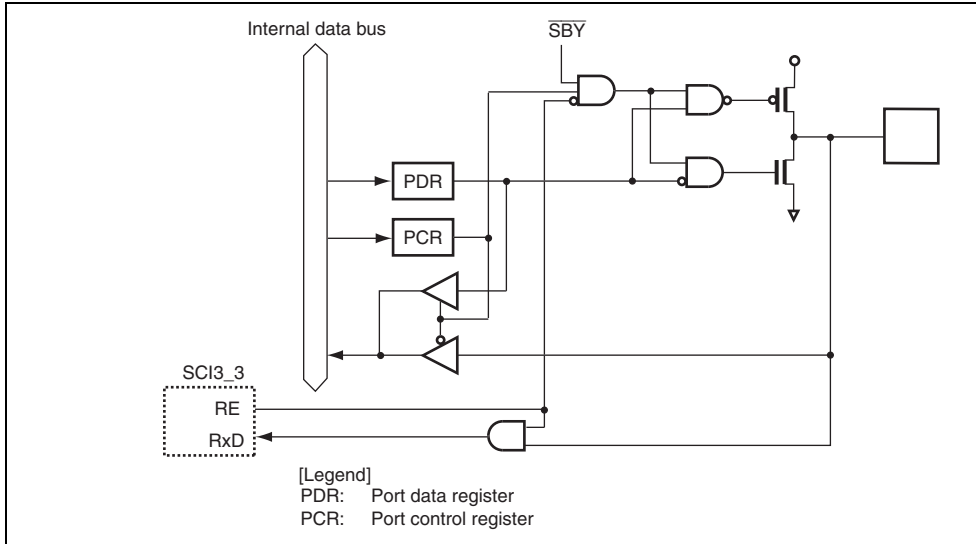 Internal data bus
SBY
PDR
PCR
SCI3_3
RE
RxD
[Legend]
PDR: Port data register
PCR: Port control register